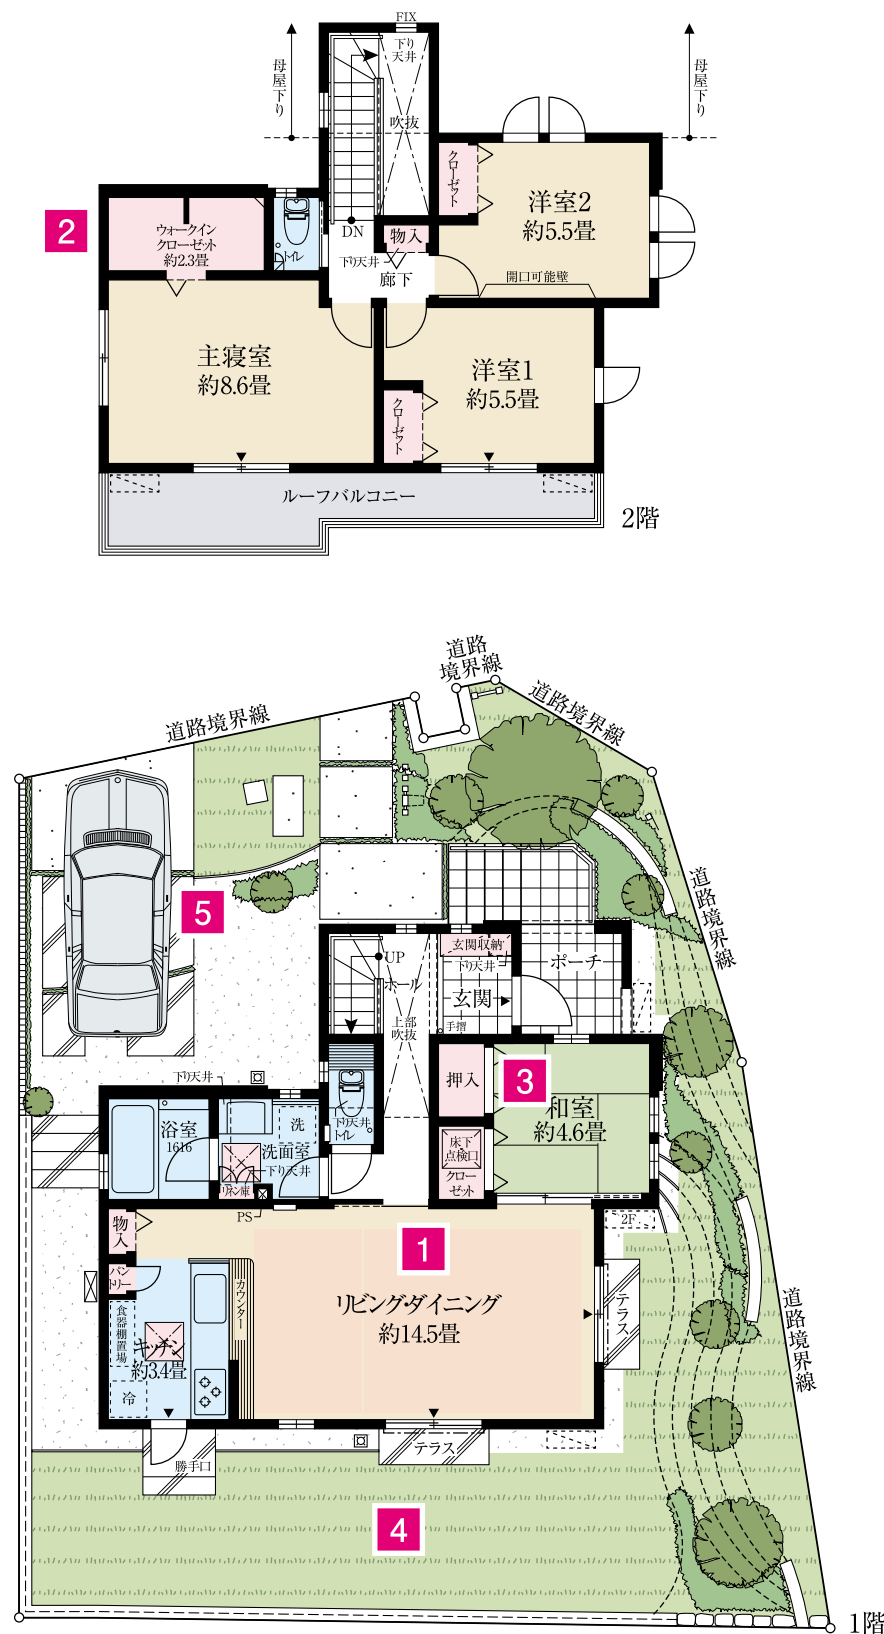 FIX
下り
天井
母屋下り
母屋下り
吹抜
クローゼット
洋室2
約5.5畳
2
ウォークイン
クローゼット
約2.3畳
トイレ
DN
物入
下り天井
廊下
開口可能壁
主寝室
約8.6畳
洋室1
約5.5畳
クローゼット
ルーフバルコニー
2階
道路
境界線
道路境界線
道路境界線
道路境界線
5
UP
ホール
玄関収納
下り天井
玄関
ポーチ
手摺
上部
吹抜
下り天井
押入
3
和室
約4.6畳
浴室
1616
洗
洗面室
下り天井
リネン庫
下り天井
トイレ
床下
点検口
クロー
ゼット
PS
2F
物入
パン
トリー
カウンター
1
リビング・ダイニング
約14.5畳
テラス
道路境界線
食器棚置場
キッチン
約3.4畳
冷
テラス
勝手口
4
1階